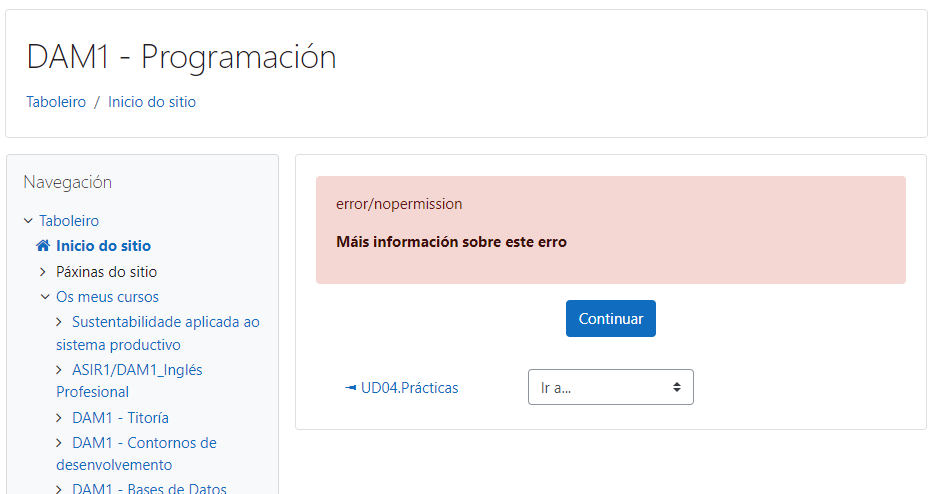 DAM1 - Programación
Taboleiro / Inicio do sitio
Navegación
Taboleiro
Inicio do sitio
Páxinas do sitio
Os meus cursos
Sustentabilidade aplicada ao
sistema productivo
ASIR1/DAM1_Inglés
Profesional
DAM1 - Titoría
DAM1 - Contornos de
desenvolvemento
DAM1 - Bases de Datos
error/nopermission
Máis información sobre este erro
Continuar
UD04.Prácticas
Ir a...